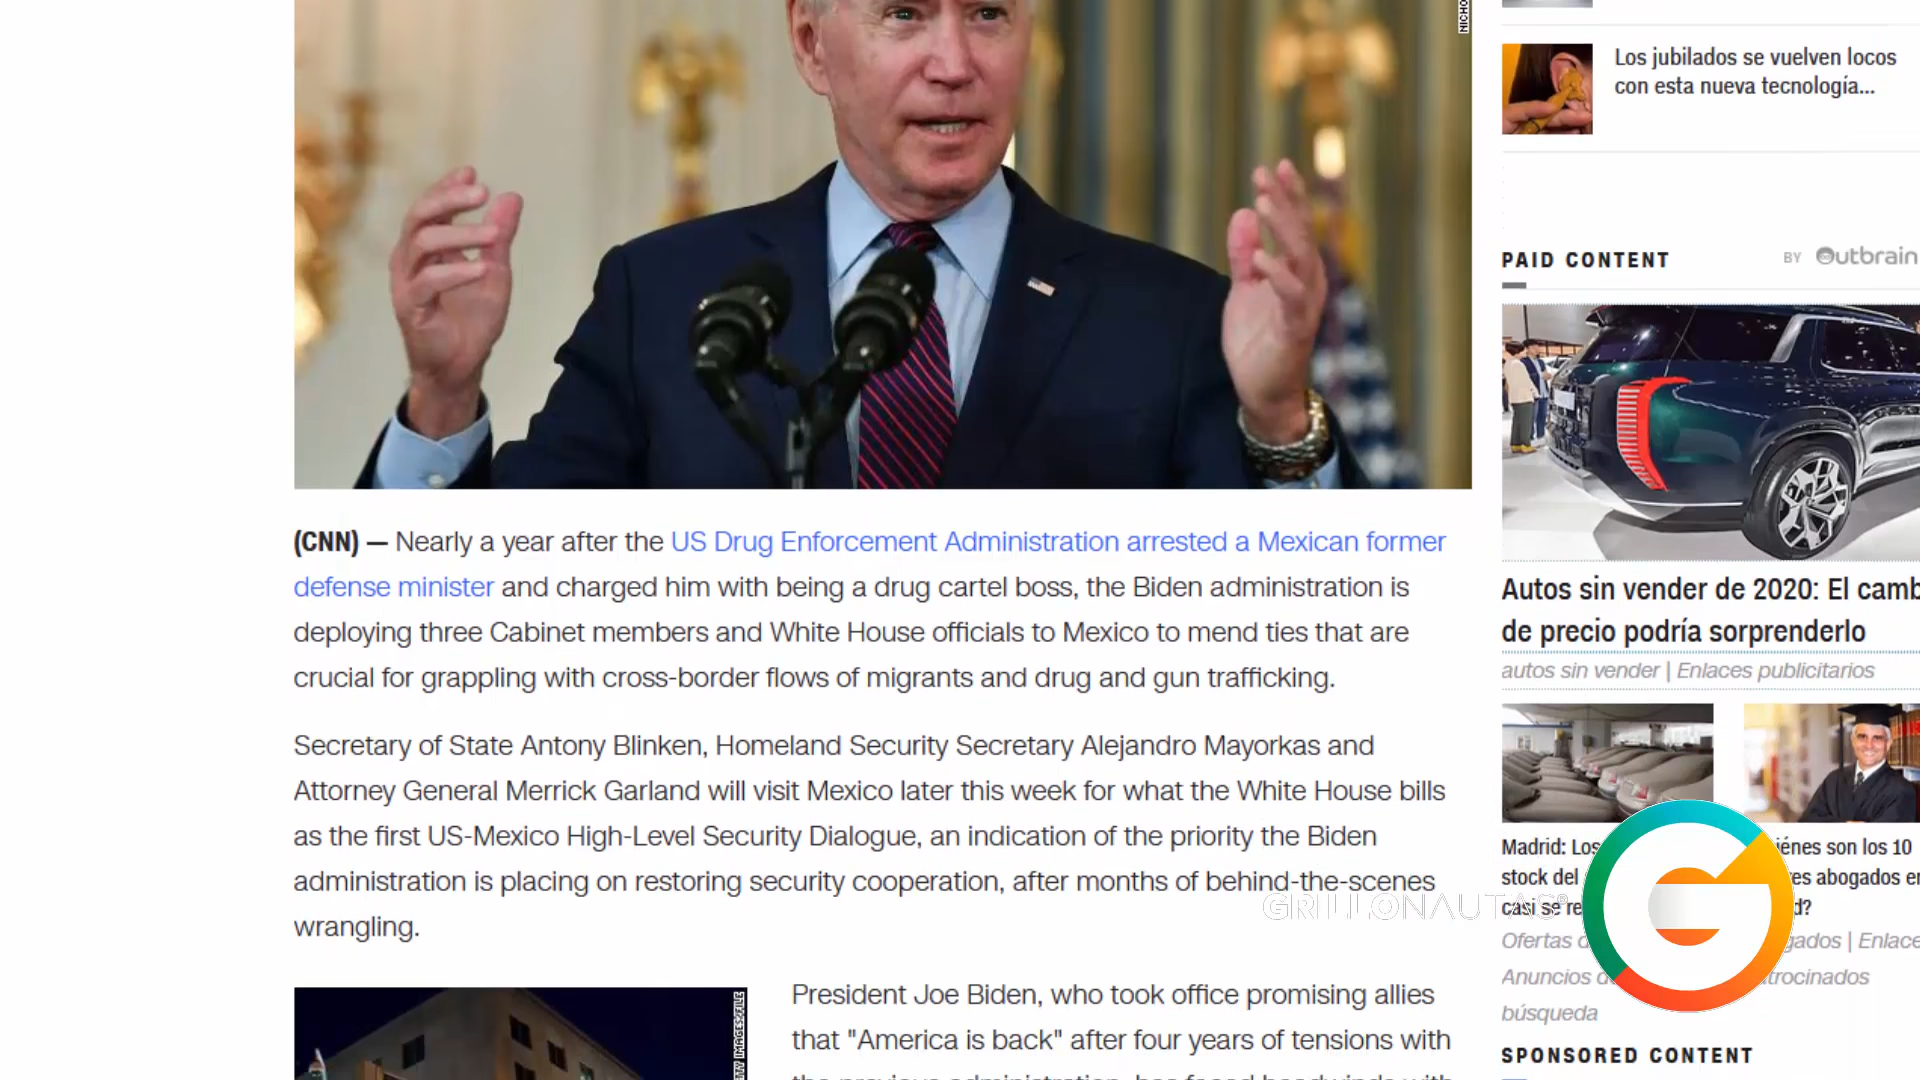 NICHO
Los jubilados se vuelven locos
con esta nueva tecnología...
PAID CONTENT
BY Outbrain
(CNN) — Nearly a year after the US Drug Enforcement Administration arrested a Mexican former
defense minister and charged him with being a drug cartel boss, the Biden administration is
deploying three Cabinet members and White House officials to Mexico to mend ties that are
crucial for grappling with cross-border flows of migrants and drug and gun trafficking.
Secretary of State Antony Blinken, Homeland Security Secretary Alejandro Mayorkas and
Attorney General Merrick Garland will visit Mexico later this week for what the White House bills
as the first US-Mexico High-Level Security Dialogue, an indication of the priority the Biden
administration is placing on restoring security cooperation, after months of behind-the-scenes
wrangling.
TY IMAGES/FILE
President Joe Biden, who took office promising allies
that "America is back" after four years of tensions with
Autos sin vender de 2020: El camb
de precio podría sorprenderlo
autos sin vender | Enlaces publicitarios
Madrid: Los
stock del
casi se re
iénes son los 10
res abogados en
d?
Ofertas d
Anuncios d
búsqueda
gados | Enlace
trocinados
GRILLONAUTAS®
G
SPONSORED CONTENT